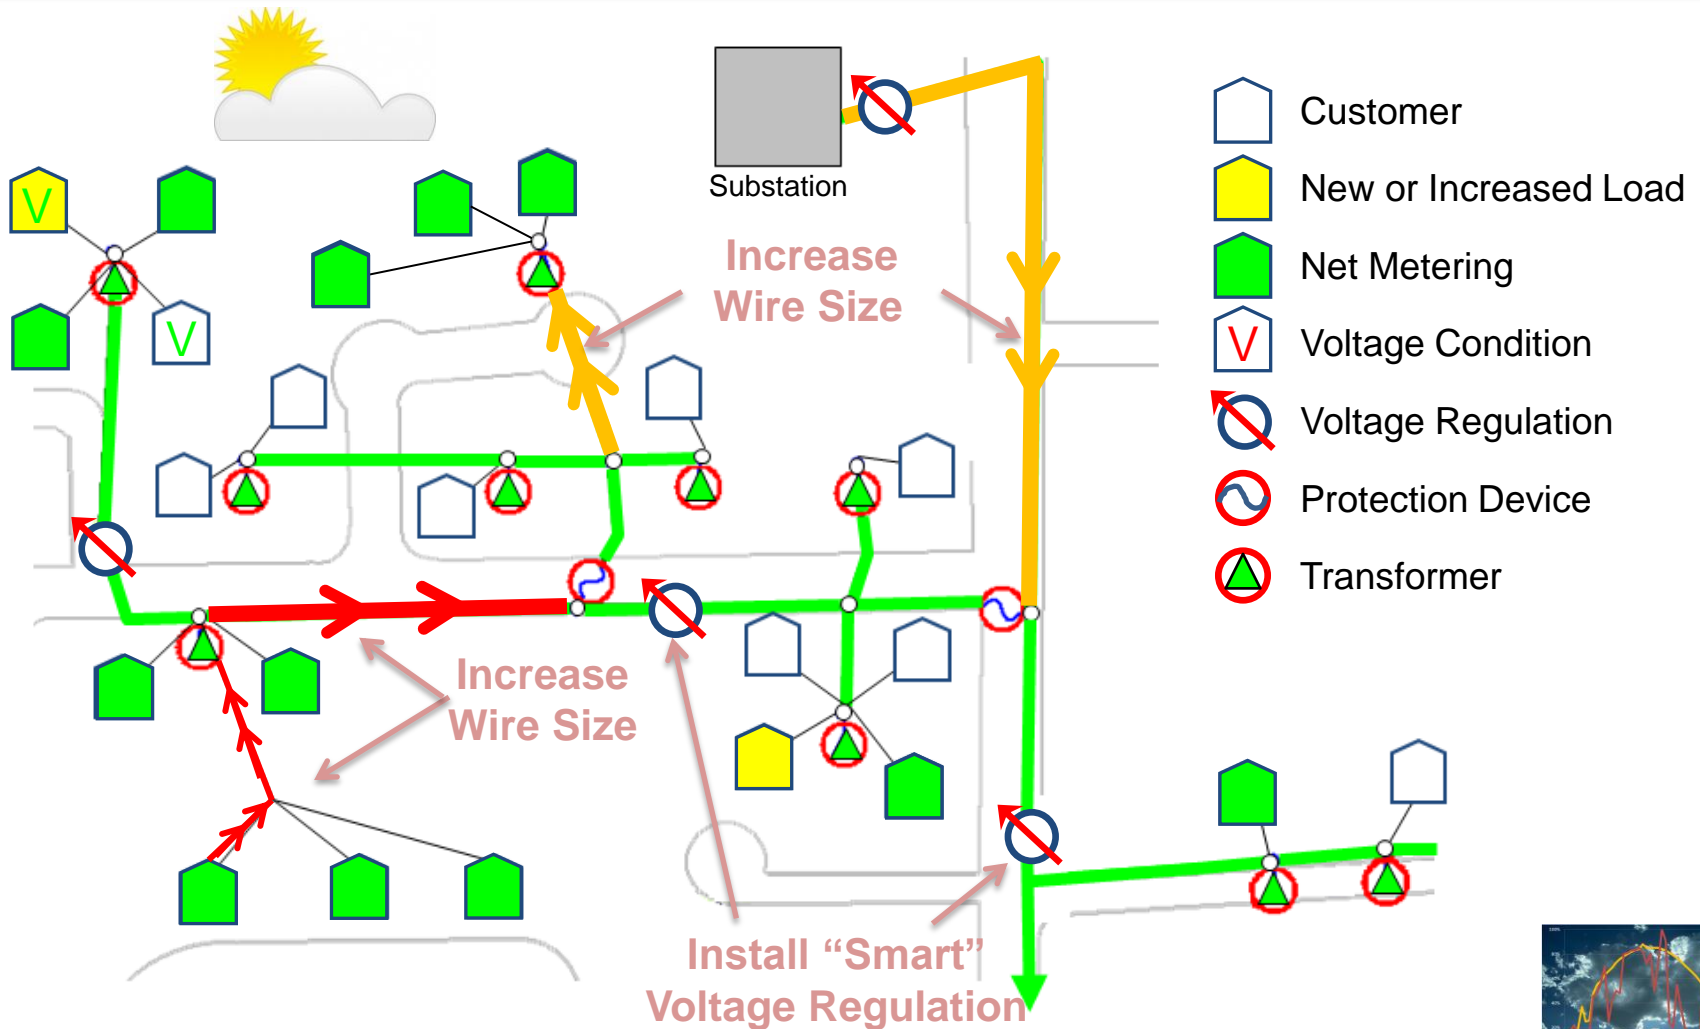 Substation
Customer
New or Increased Load
Net Metering
V
Voltage Condition
Voltage Regulation
Protection Device
Transformer
V
V
Increase
Wire Size
Increase
Wire Size
Install “Smart”
Voltage Regulation